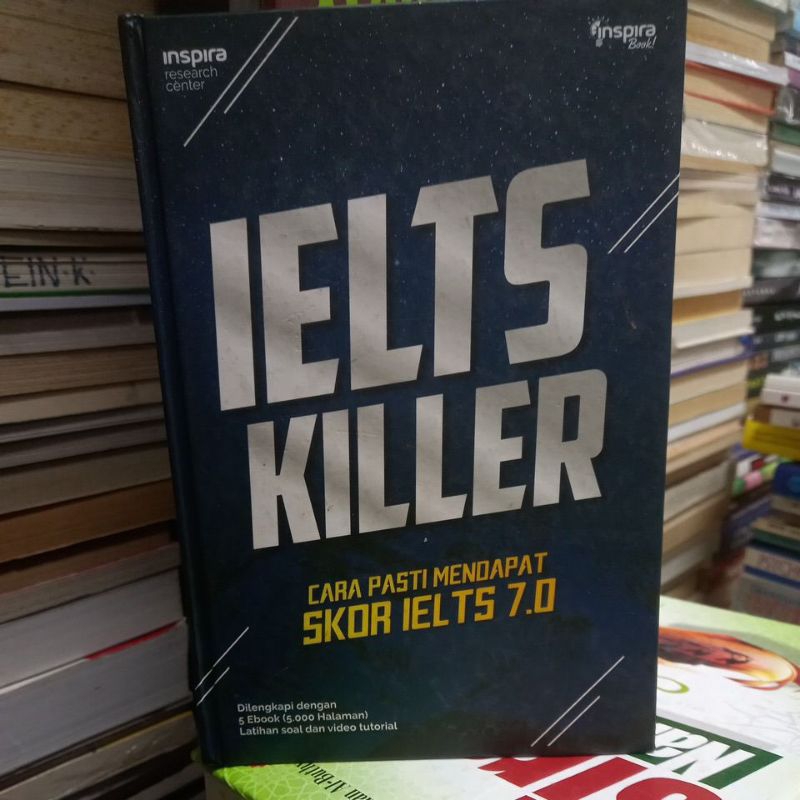 inspira
research
center
inspira
Book!
IELTS
KILLER
CARA PASTI MENDAPAT
SKOR IELTS 7.0
Dilengkapi dengan
5 Ebook (5.000 Halaman)
Latihan soal dan video tutorial
EIN.K